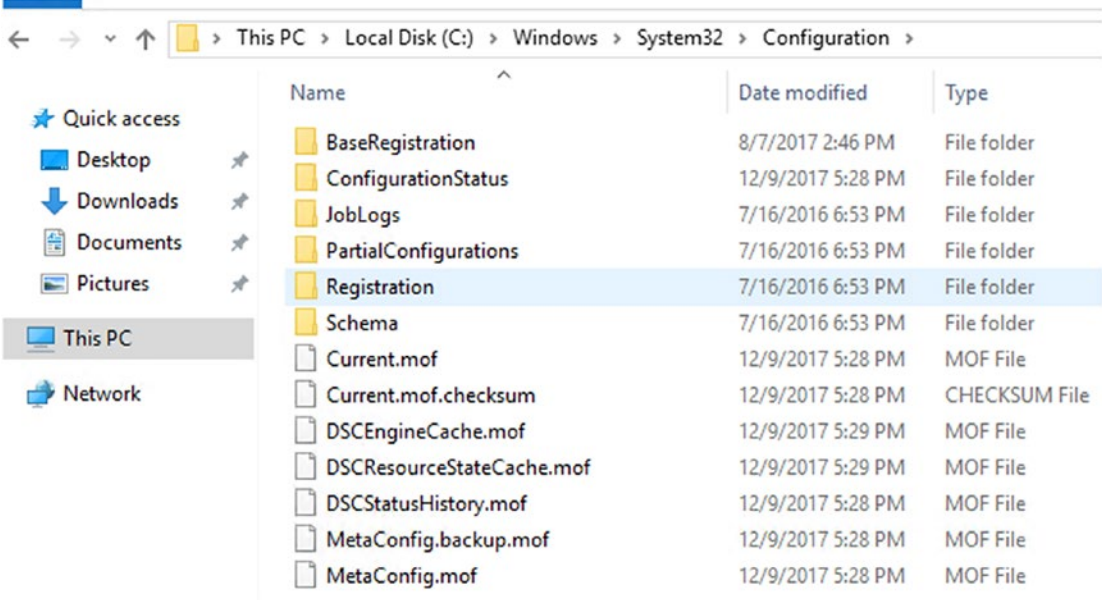 This PC > Local Disk (C:) > Windows > System32 > Configuration >
Name Date modified Type
Quick access
Desktop
Downloads
Documents
Pictures
This PC
Network
BaseRegistration 8/7/2017 2:46 PM File folder
ConfigurationStatus 12/9/2017 5:28 PM File folder
JobLogs 7/16/2016 6:53 PM File folder
PartialConfigurations 7/16/2016 6:53 PM File folder
Registration 7/16/2016 6:53 PM File folder
Schema 7/16/2016 6:53 PM File folder
Current.mof 12/9/2017 5:28 PM MOF File
Current.mof.checksum 12/9/2017 5:28 PM CHECKSUM File
DSCEngineCache.mof 12/9/2017 5:29 PM MOF File
DSCResourceStateCache.mof 12/9/2017 5:29 PM MOF File
DSCStatusHistory.mof 12/9/2017 5:28 PM MOF File
MetaConfig.backup.mof 12/9/2017 5:28 PM MOF File
MetaConfig.mof 12/9/2017 5:28 PM MOF File